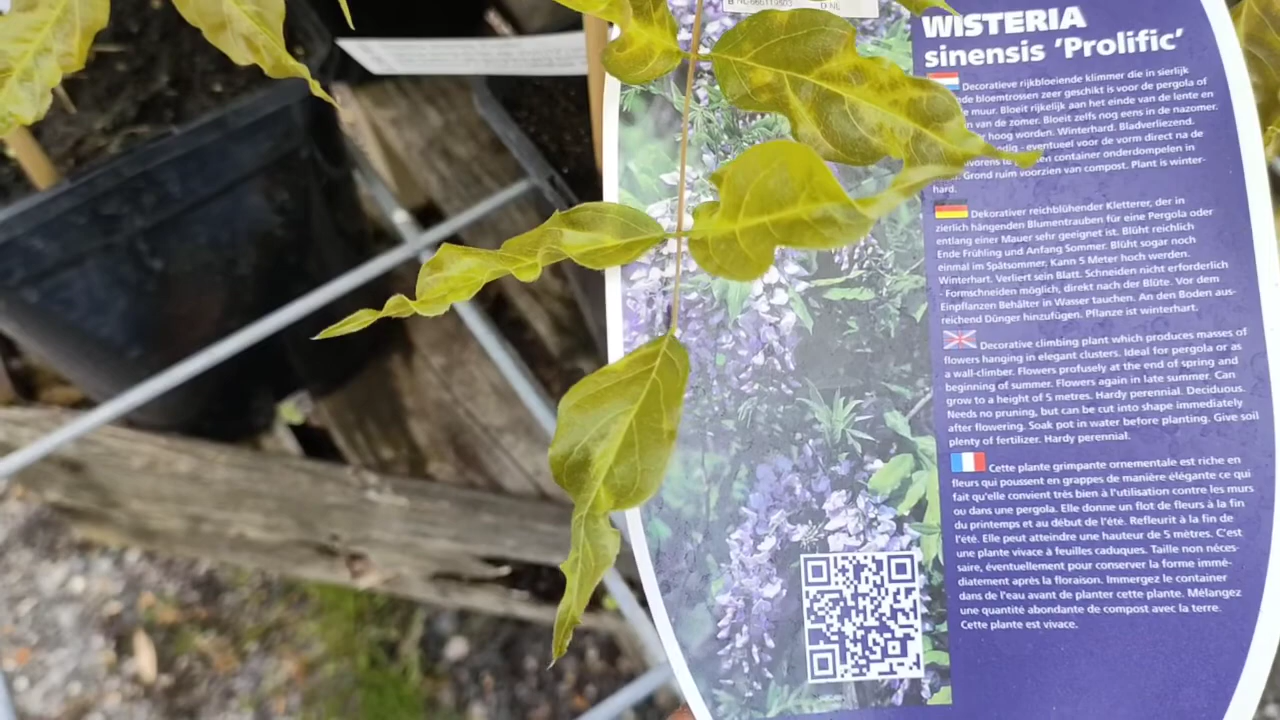 D.NL
WISTERIA
sinensis 'Prolific'
Decoratieve rijkbloeiende klimmer die in sierlijk
de bloemtrossen zeer geschikt is voor de pergola of
e muur. Bloeit rijkelijk aan het einde van de lente en
in van de zomer. Bloeit zelfs nog eens in de nazomer.
hoog worden. Winterhard. Bladverliezend.
eventueel voor de vorm direct na de
en container onderdompelen in
Grond ruim voorzien van compost. Plant is winter-
hard.
Dekorativer reichblühender Kletterer, der in
zierlich hängenden Blumentrauben für eine Pergola oder
entlang einer Mauer sehr geeignet ist. Blüht reichlich
Ende Frühling und Anfang Sommer. Blüht sogar noch
einmal im Spätsommer. Kann 5 Meter hoch werden.
Winterhart. Verliert sein Blatt. Schneiden nicht erforderlich
- Formschneiden möglich, direkt nach der Blüte. Vor dem
Einpflanzen Behälter in Wasser tauchen. An den Boden aus-
reichend Dünger hinzufügen. Pflanze ist winterhart.
Decorative climbing plant which produces masses of
flowers hanging in elegant clusters. Ideal for pergola or as
a wall-climber. Flowers profusely at the end of spring and
beginning of summer. Flowers again in late summer. Can
grow to a height of 5 metres. Hardy perennial. Deciduous.
Needs no pruning, but can be cut into shape immediately
after flowering. Soak pot in water before planting. Give soil
plenty of fertilizer. Hardy perennial.
Cette plante grimpante ornementale est riche en
fleurs qui poussent en grappes de manière élégante ce qui
fait qu'elle convient très bien à l'utilisation contre les murs
ou dans une pergola. Elle donne un flot de fleurs à la fin
du printemps et au début de l'été. Refleurit à la fin de
l'été. Elle peut atteindre une hauteur de 5 mètres. C'est
une plante vivace à feuilles caduques. Taille non néces-
saire, éventuellement pour conserver la forme immé-
diatement après la floraison. Immergez le container
dans de l'eau avant de planter cette plante. Mélangez
une quantité abondante de compost avec la terre.
Cette plante est vivace.